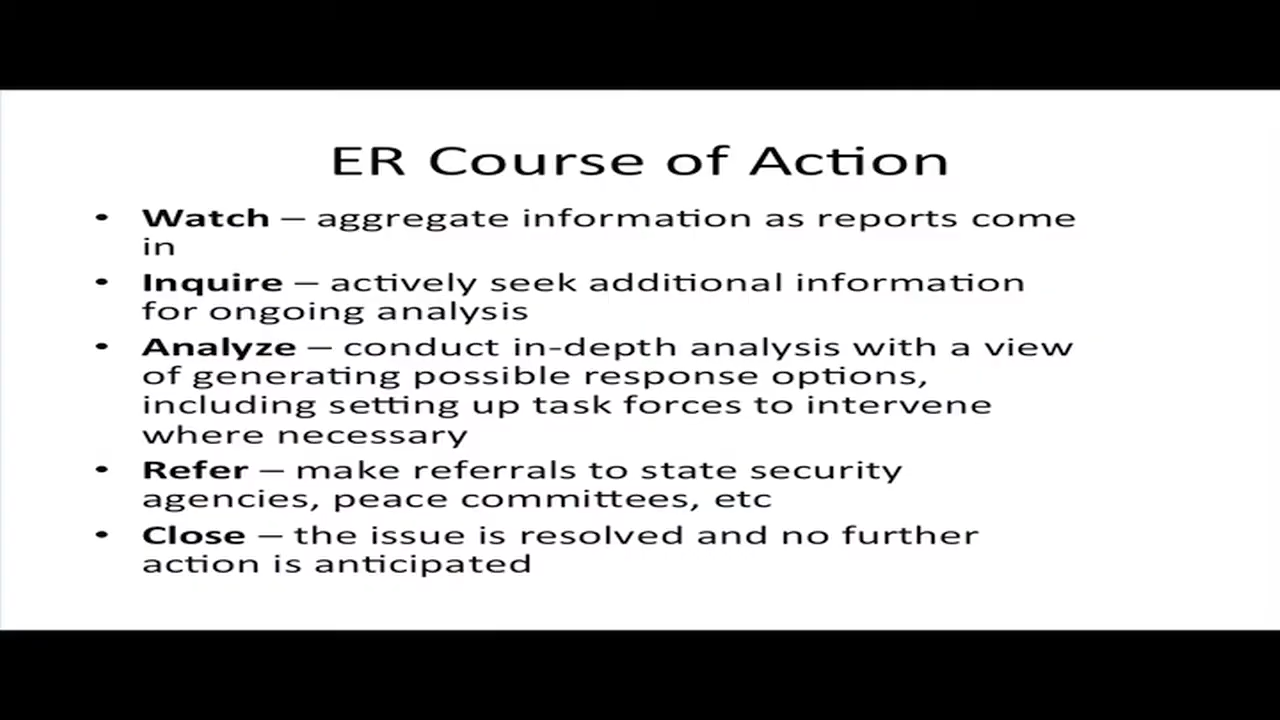 ER Course of Action
• Watch – aggregate information as reports come
in
• Inquire – actively seek additional information
for ongoing analysis
• Analyze – conduct in-depth analysis with a view
of generating possible response options,
including setting up task forces to intervene
where necessary
• Refer – make referrals to state security
agencies, peace committees, etc
• Close – the issue is resolved and no further
action is anticipated